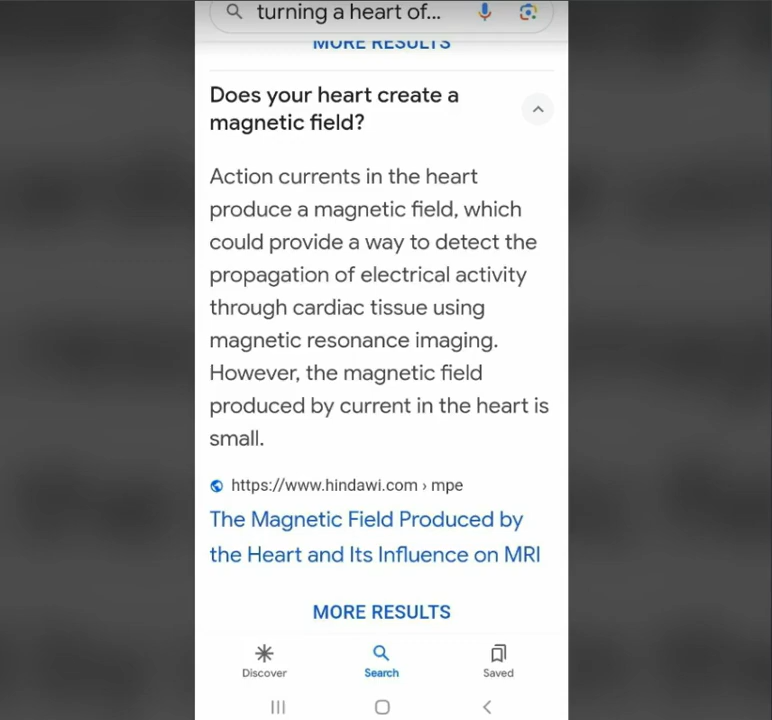 turning a heart of...
MORE RESULTS
Does your heart create a
magnetic field?
Action currents in the heart
produce a magnetic field, which
could provide a way to detect the
propagation of electrical activity
through cardiac tissue using
magnetic resonance imaging.
However, the magnetic field
produced by current in the heart is
small.
https://www.hindawi.com › mpe
The Magnetic Field Produced by
the Heart and Its Influence on MRI
MORE RESULTS
Discover Search Saved